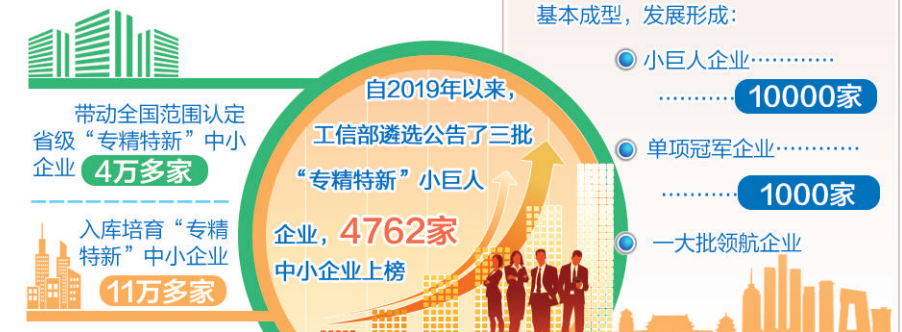 带动全国范围认定
省级“专精特新”中小
企业 4万多家
入库培育“专精
特新”中小企业
11万多家
自2019年以来，
工信部遴选公告了三批
“专精特新”小巨人
企业，4762家
中小企业上榜
基本成型，发展形成：
小巨人企业…………
…………10000家
单项冠军企业…………
…………1000家
一大批领航企业